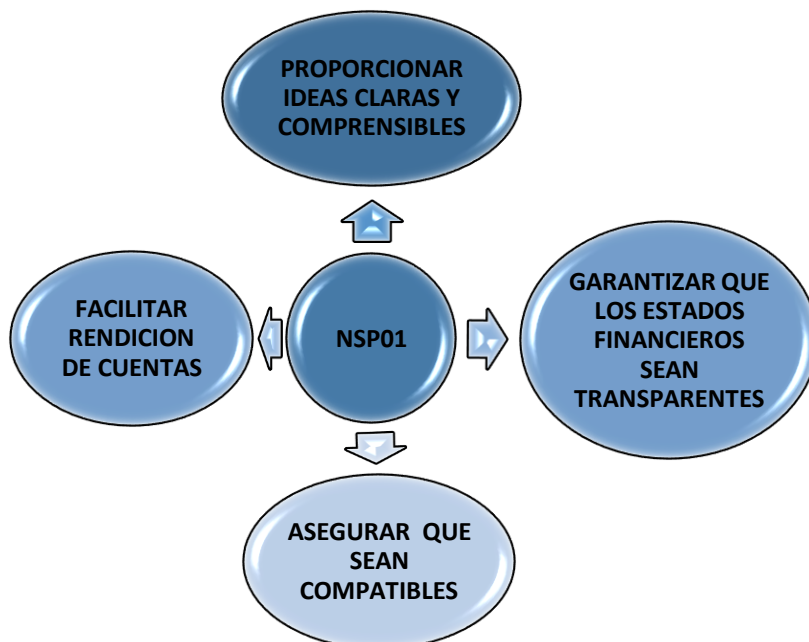 PROPORCIONAR
IDEAS CLARAS Y
COMPRENSIBLES
FACILITAR
RENDICION
DE CUENTAS
NSP01
GARANTIZAR QUE
LOS ESTADOS
FINANCIEROS
SEAN
TRANSPARENTES
ASEGURAR QUE
SEAN
COMPATIBLES